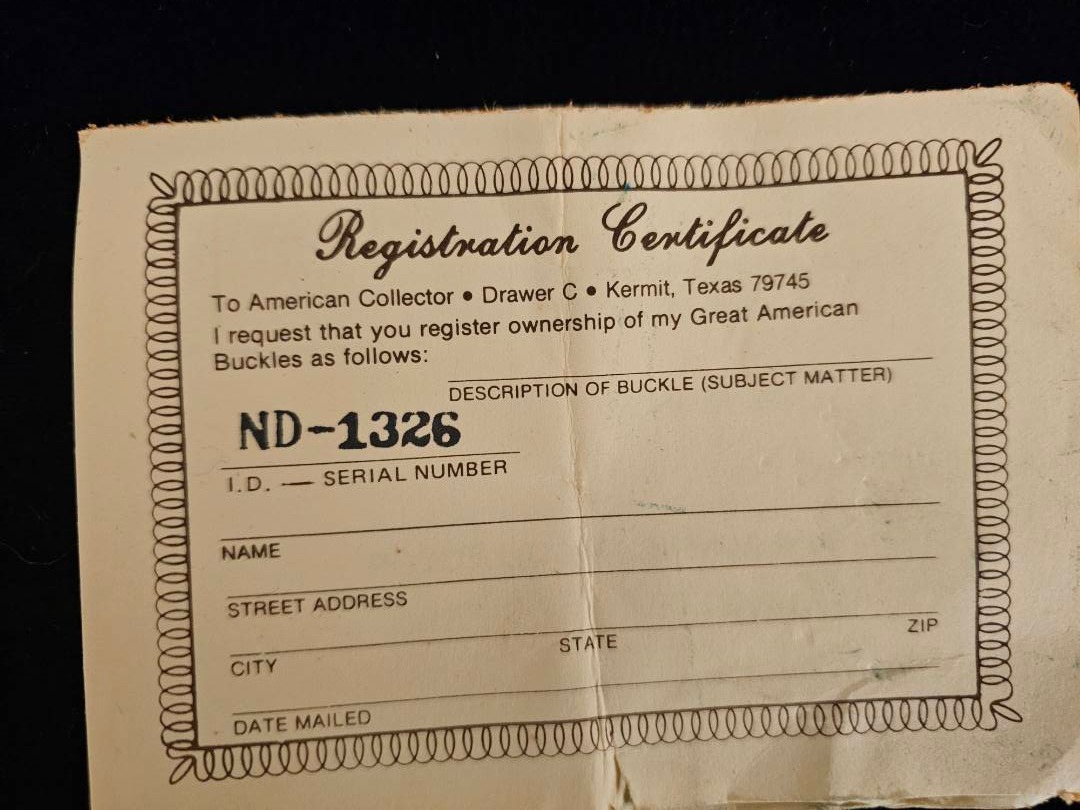 Registration Certificate
To American Collector • Drawer C • Kermit, Texas 79745
I request that you register ownership of my Great American
Buckles as follows:
DESCRIPTION OF BUCKLE (SUBJECT MATTER)
ND-1326
I.D. — SERIAL NUMBER
NAME
STREET ADDRESS
CITY STATE ZIP
DATE MAILED